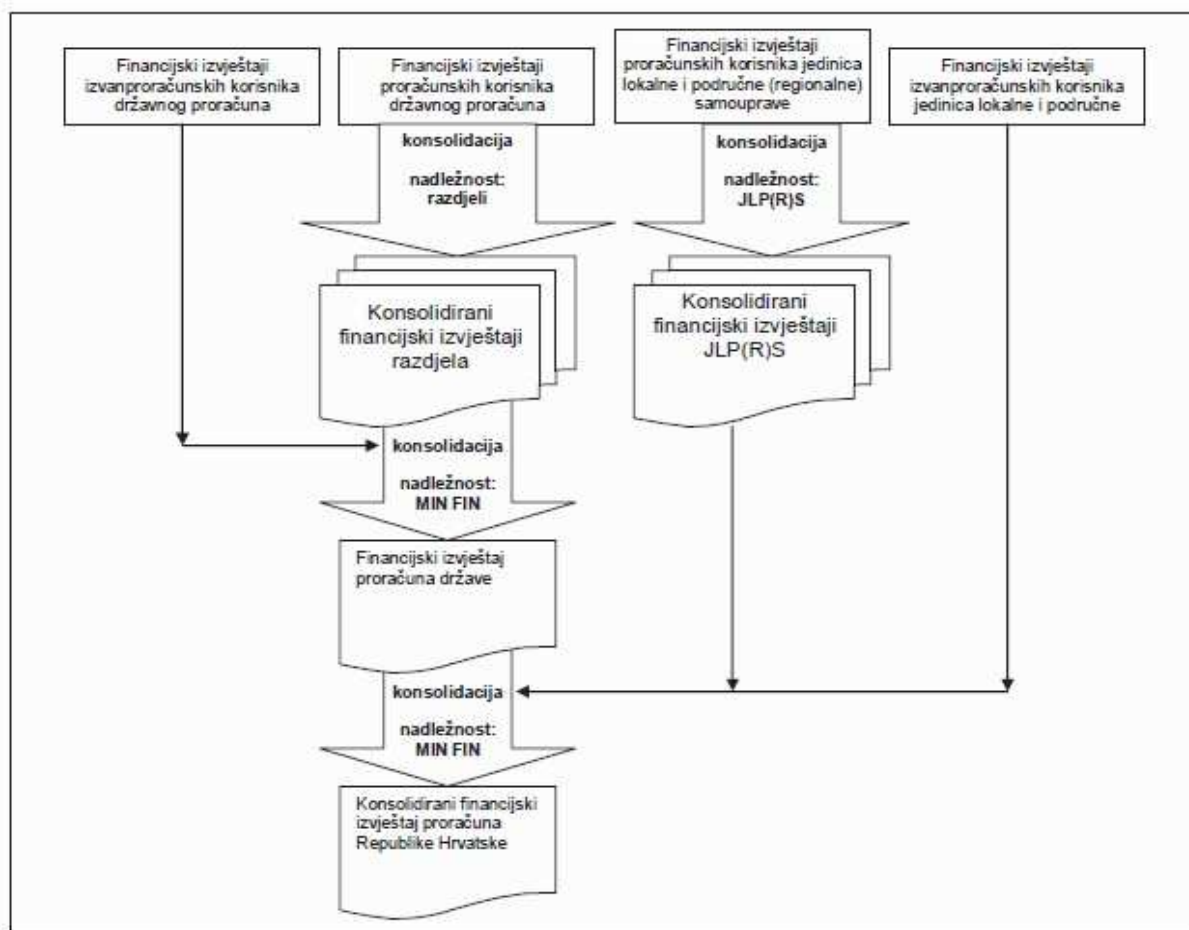 Financijski izvještaji
izvanproračunskih korisnika
državnog proračuna
Financijski izvještaji
proračunskih korisnika
državnog proračuna
Financijski izvještaji
proračunskih korisnika jedinica
lokalne i područne (regionalne)
samouprave
Financijski izvještaji
izvanproračunskih korisnika
jedinica lokalne i područne
konsolidacija
nadležnost:
razdjeli
konsolidacija
nadležnost:
JLP(R)S
Konsolidirani
financijski izvještaji
razdjela
Konsolidirani
financijski izvještaji
JLP(R)S
konsolidacija
nadležnost:
MIN FIN
Financijski izvještaj
proračuna države
konsolidacija
nadležnost:
MIN FIN
Konsolidirani financijski
izvještaj proračuna
Republike Hrvatske